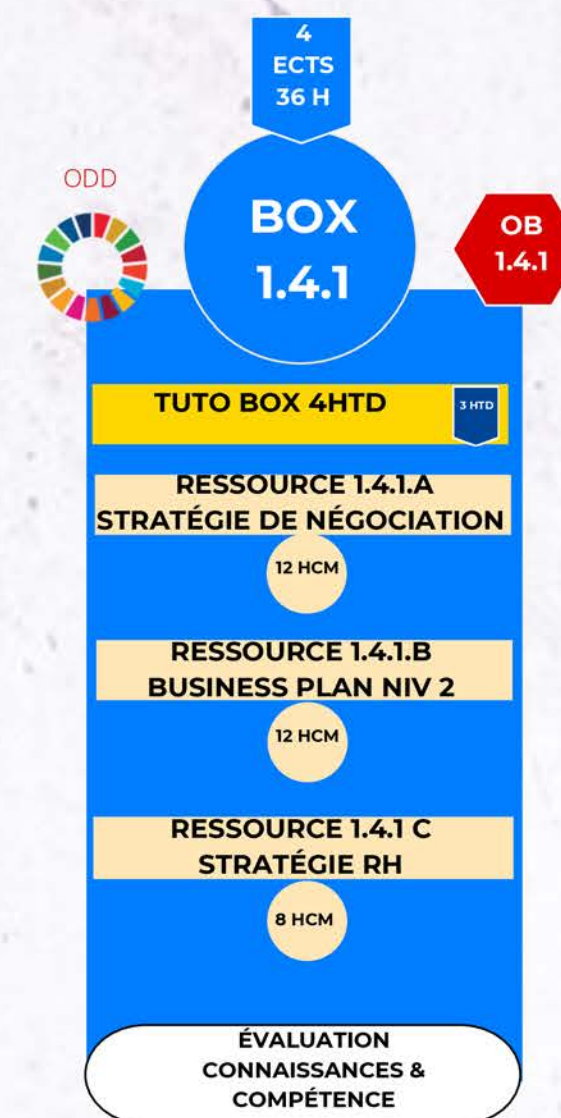 4
ECTS
36 H
ODD
BOX
1.4.1
OB
1.4.1
TUTO BOX 4HTD
3 HTD
RESSOURCE 1.4.1.A
STRATÉGIE DE NÉGOCIATION
12 HCM
RESSOURCE 1.4.1.B
BUSINESS PLAN NIV 2
12 HCM
RESSOURCE 1.4.1 C
STRATÉGIE RH
8 HCM
ÉVALUATION
CONNAISSANCES &
COMPÉTENCE